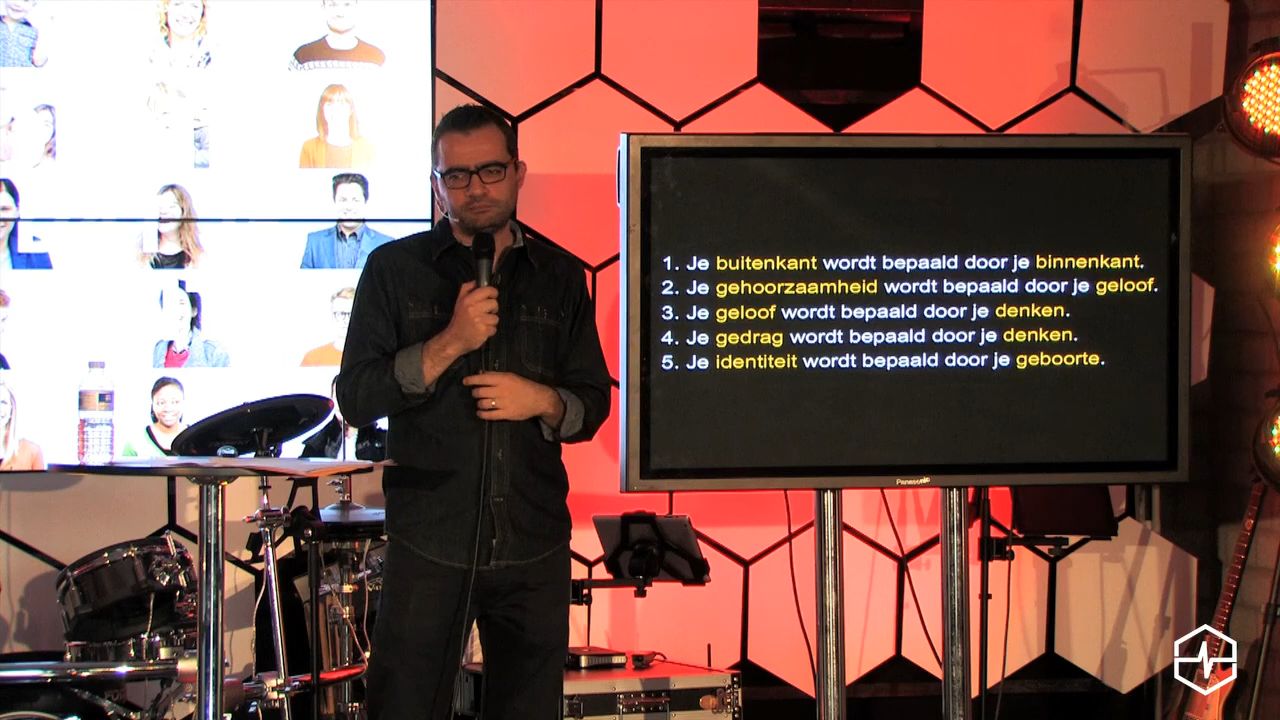 1. Je buitenkant wordt bepaald door je binnenkant.
2. Je gehoorzaamheid wordt bepaald door je geloof.
3. Je geloof wordt bepaald door je denken.
4. Je gedrag wordt bepaald door je denken.
5. Je identiteit wordt bepaald door je geboorte.
Panasonic